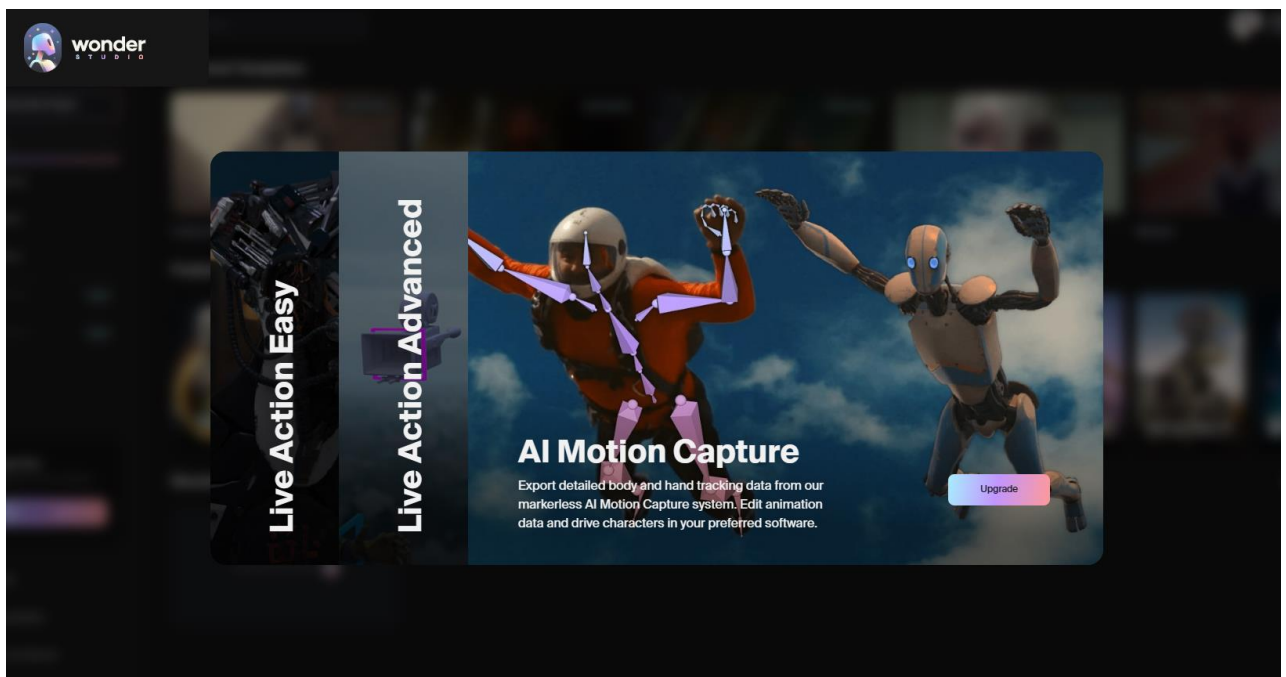 wonder
STUDIO
Live Action Easy
Live Action Advanced
AI Motion Capture
Export detailed body and hand tracking data from our
markerless AI Motion Capture system. Edit animation
data and drive characters in your preferred software.
Upgrade